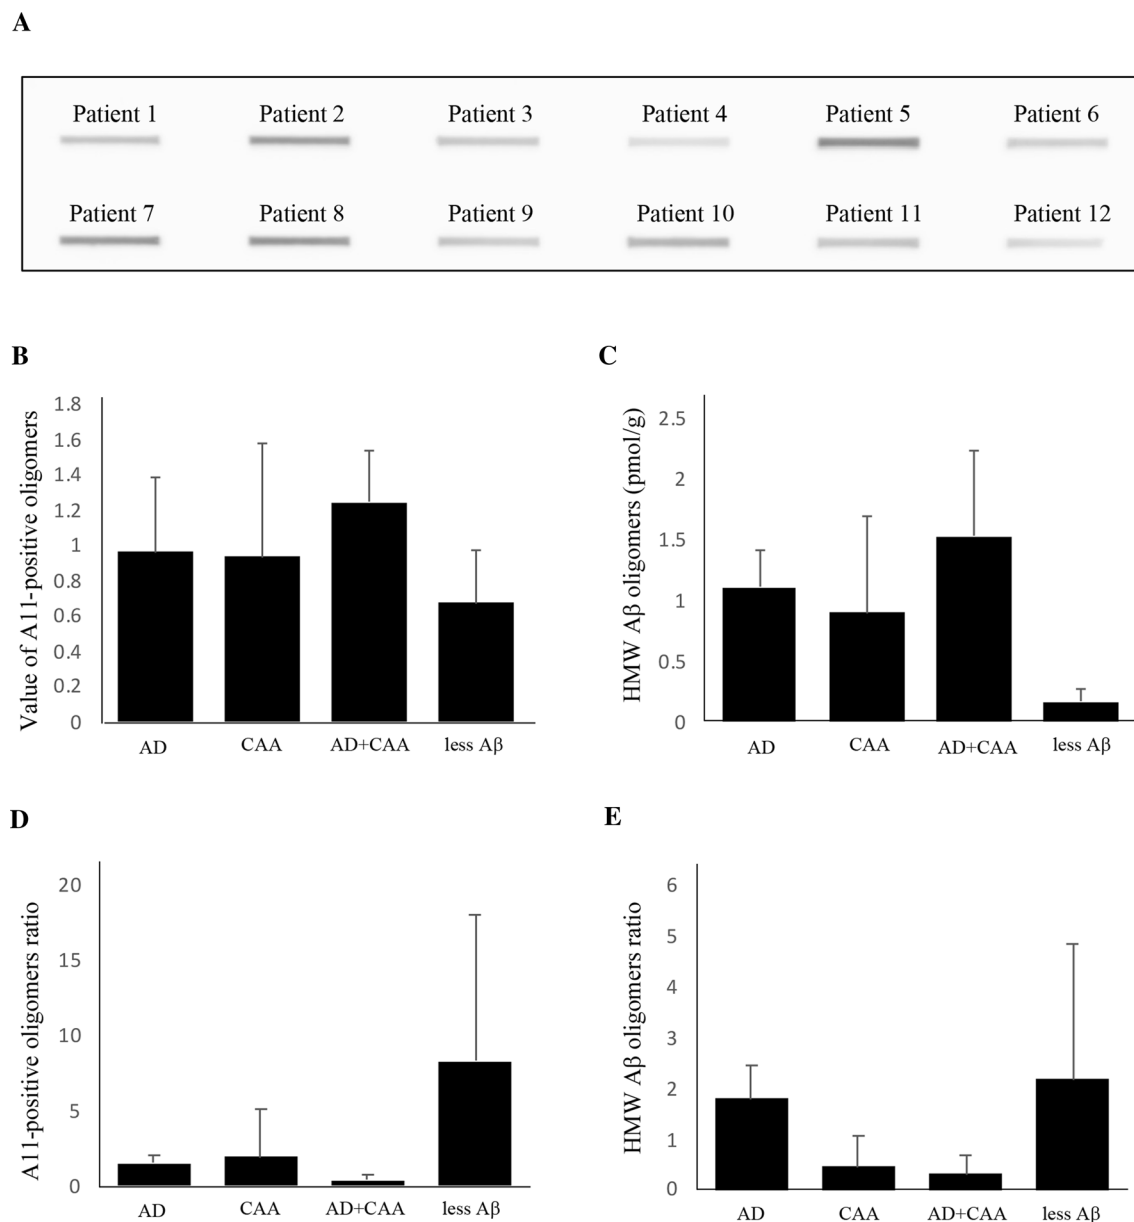 A
Patient 1 Patient 2 Patient 3 Patient 4 Patient 5 Patient 6
Patient 7 Patient 8 Patient 9 Patient 10 Patient 11 Patient 12
B
Value of A11-positive oligomers
1.8
1.6
1.4
1.2
1
0.8
0.6
0.4
0.2
0
AD CAA AD+CAA less Aβ
C
HMW Aβ oligomers (pmol/g)
2.5
2
1.5
1
0.5
0
AD CAA AD+CAA less Aβ
D
A11-positive oligomers ratio
20
15
10
5
0
AD CAA AD+CAA less Aβ
E
HMW Aβ oligomers ratio
6
5
4
3
2
1
0
AD CAA AD+CAA less Aβ